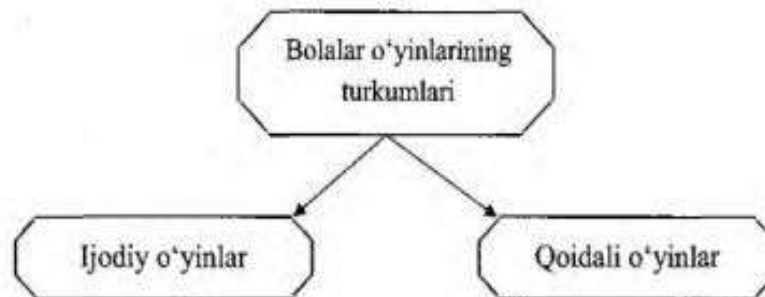 Bolalar o‘yinlarining
turkumlari
Ijodiy o‘yinlar
Qoidali o‘yinlar